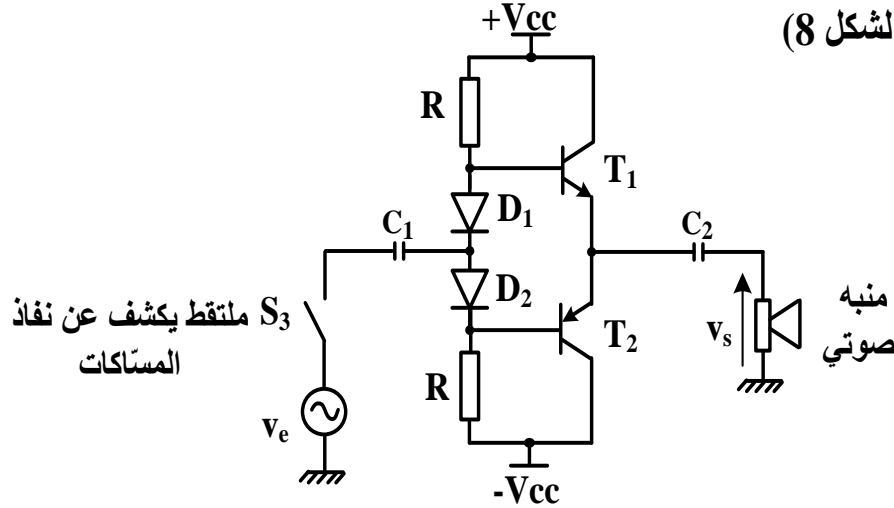 لشكل 8)
+Vcc
R
T₁
D₁
C₁
C₂
D₂
ملتقط يكشف عن نفاذ S₃
المسّاكات
vₛ
منبه
صوتي
T₂
R
vₑ
-Vcc